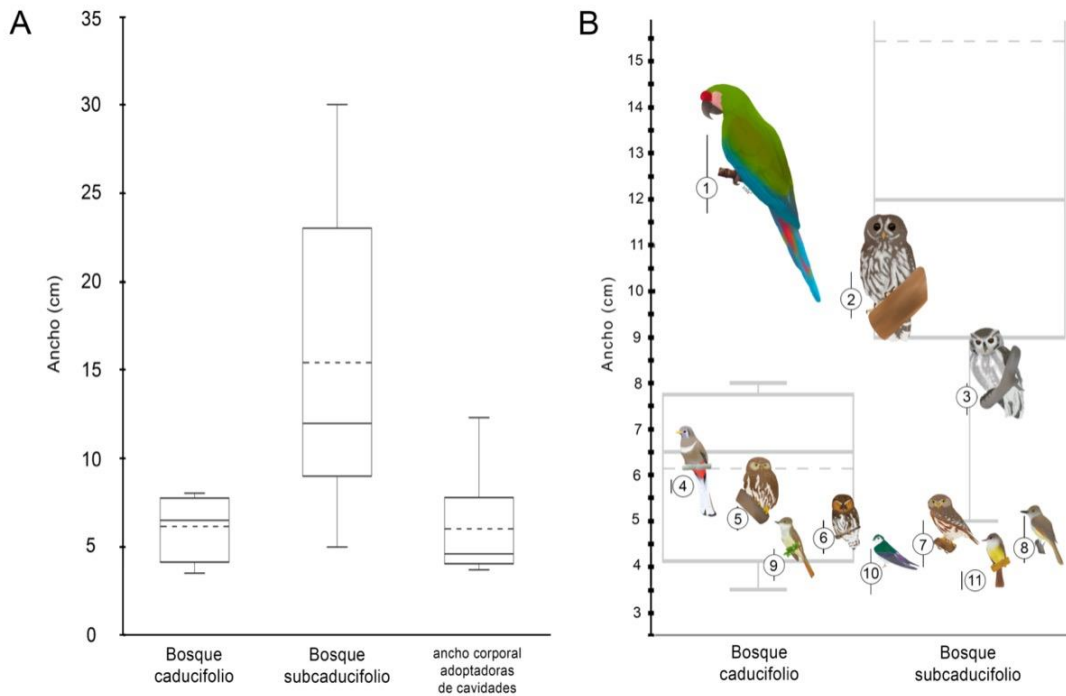 A
35
30
25
20
15
10
5
0
Ancho (cm)
Bosque
caducifolio
Bosque
subcaducifolio
ancho corporal
adoptadoras
de cavidades
B
15
14
13
12
11
10
9
8
7
6
5
4
3
Ancho (cm)
1
2
3
4
5
6
7
8
9
10
11
Bosque
caducifolio
Bosque
subcaducifolio